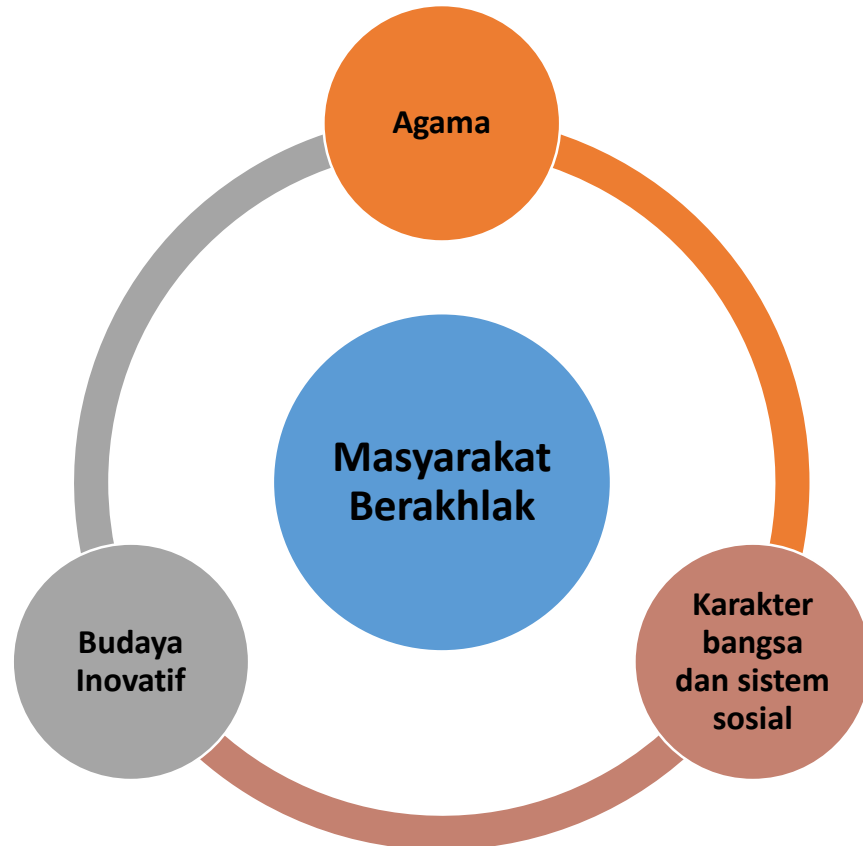 Agama
Masyarakat
Berakhlak
Budaya
Inovatif
Karakter
bangsa
dan sistem
sosial